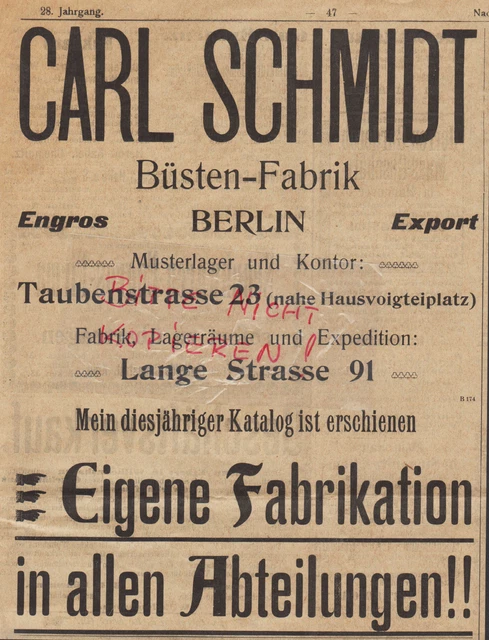 28. Jahrgang.
— 47 —
CARL SCHMIDT
Büsten-Fabrik
Engros BERLIN Export
Musterlager und Kontor:
Taubenstrasse 23 (nahe Hausvoigteiplatz)
BITTE NICHT
Fabrik, Lagerräume und Expedition:
KOPIEREN!
Lange Strasse 91
B 174
Mein diesjähriger Katalog ist erschienen
Eigene Fabrikation
in allen Abteilungen!!